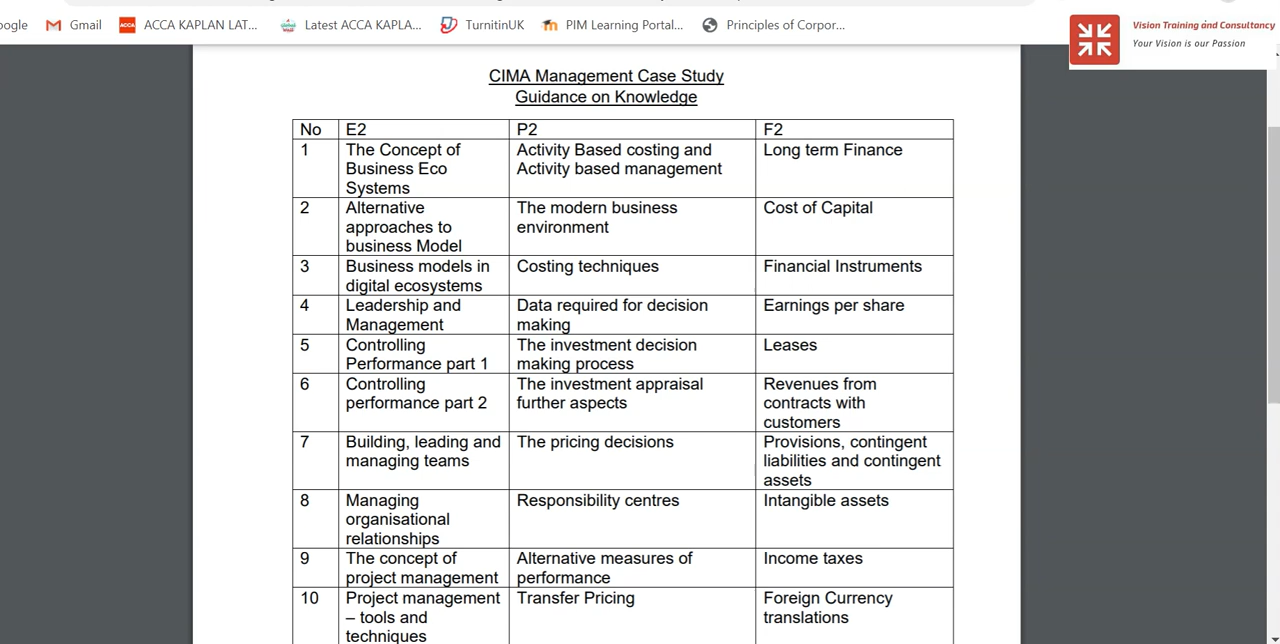 oogle
Gmail
ACCA KAPLAN LAT...
Latest ACCA KAPLA...
TurnitinUK
PIM Learning Portal...
Principles of Corpor...
Vision Training and Consultancy
Your Vision is our Passion
CIMA Management Case Study
Guidance on Knowledge
No E2 P2 F2
1 The Concept of Business Eco Systems Activity Based costing and Activity based management Long term Finance
2 Alternative approaches to business Model The modern business environment Cost of Capital
3 Business models in digital ecosystems Costing techniques Financial Instruments
4 Leadership and Management Data required for decision making Earnings per share
5 Controlling Performance part 1 The investment decision making process Leases
6 Controlling performance part 2 The investment appraisal further aspects Revenues from contracts with customers
7 Building, leading and managing teams The pricing decisions Provisions, contingent liabilities and contingent assets
8 Managing organisational relationships Responsibility centres Intangible assets
9 The concept of project management Alternative measures of performance Income taxes
10 Project management – tools and techniques Transfer Pricing Foreign Currency translations